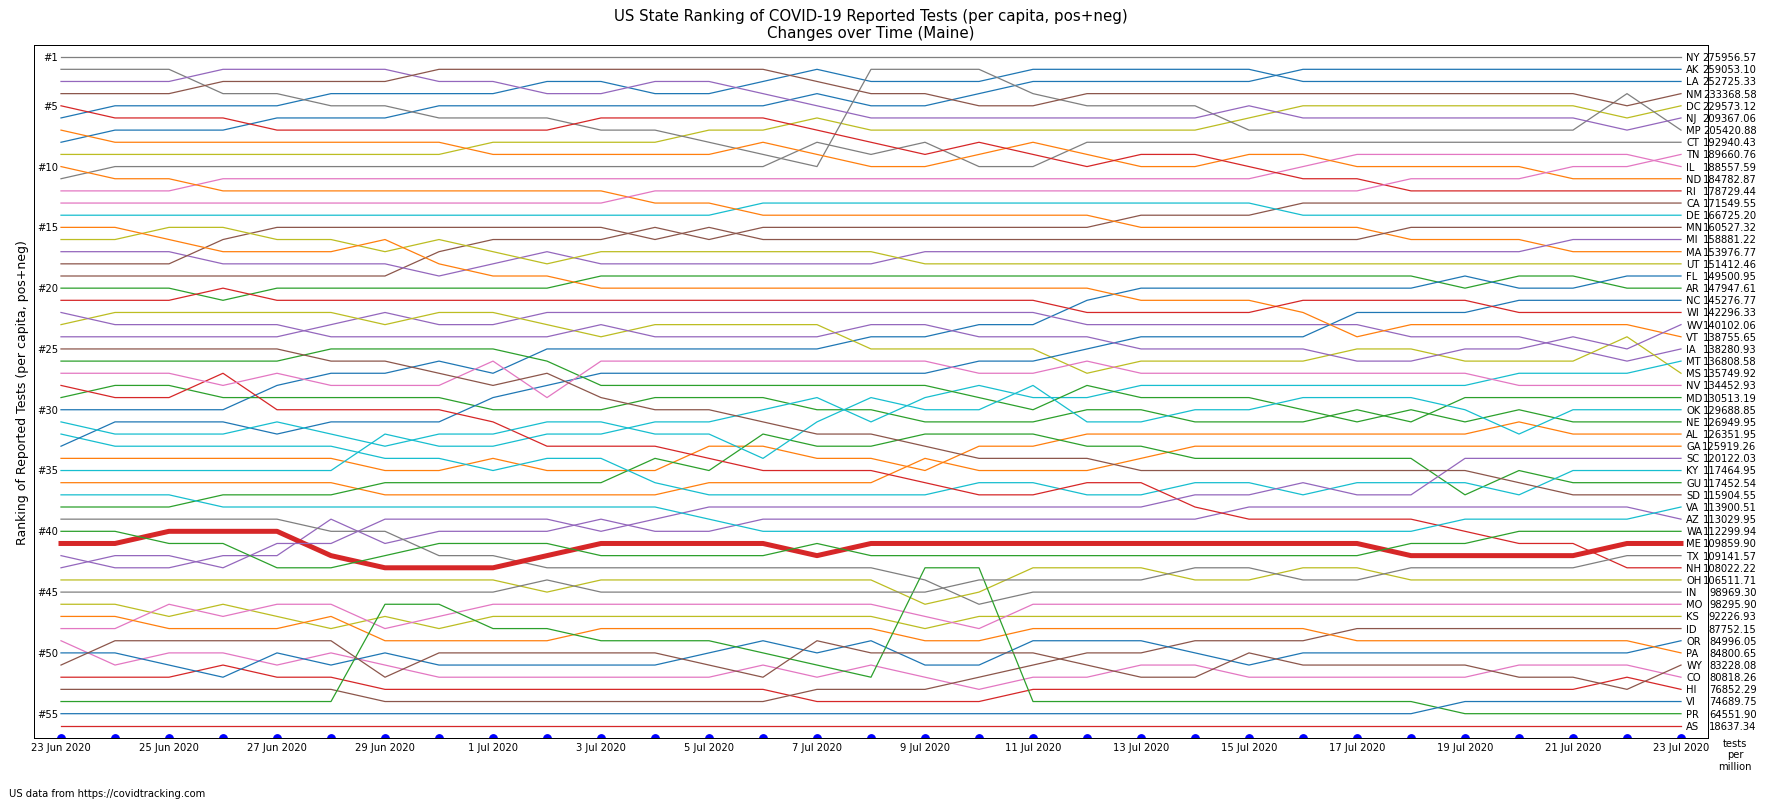 US State Ranking of COVID-19 Reported Tests (per capita, pos+neg)
Changes over Time (Maine)
Ranking of Reported Tests (per capita, pos+neg)
#1
#5
#10
#15
#20
#25
#30
#35
#40
#45
#50
#55
NY 275956.57
AK 259053.10
LA 252725.33
NM 233368.58
DC 229573.12
NJ 209367.06
MP 205420.88
CT 192940.43
TN 189660.76
IL 188557.59
ND 184782.87
RI 178729.44
CA 171549.55
DE 166725.20
MN 160527.32
MI 158881.22
MA 153976.77
UT 151412.46
FL 149500.95
AR 147947.61
NC 145276.77
WI 142296.33
WV 140102.06
VT 138755.65
IA 138280.93
MT 136808.58
MS 135749.92
NV 134452.93
MD 130513.19
OK 129688.85
NE 126949.95
AL 126351.95
GA 125919.26
SC 120122.03
KY 117464.95
GU 117452.54
SD 115904.55
VA 113900.51
AZ 113029.95
WA 112299.94
ME 109859.90
TX 109141.57
NH 108022.22
OH 106511.71
IN 98969.30
MO 98295.90
KS 92226.93
ID 87752.15
OR 84996.05
PA 84800.65
WY 83228.08
CO 80818.26
HI 76852.29
VI 74689.75
PR 64551.90
AS 18637.34
23 Jun 2020 25 Jun 2020 27 Jun 2020 29 Jun 2020 1 Jul 2020 3 Jul 2020 5 Jul 2020 7 Jul 2020 9 Jul 2020 11 Jul 2020 13 Jul 2020 15 Jul 2020 17 Jul 2020 19 Jul 2020 21 Jul 2020 23 Jul 2020
tests
per
million
US data from https://covidtracking.com